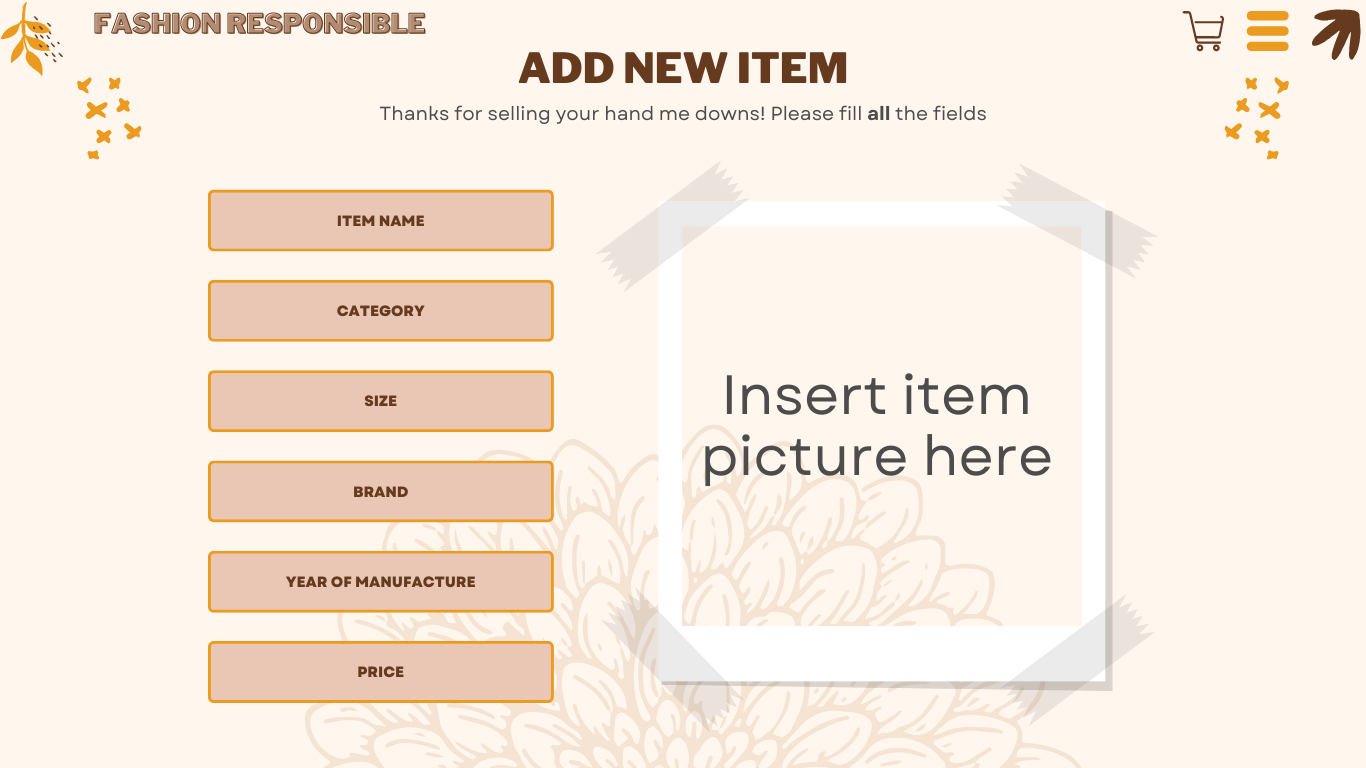 FASHION RESPONSIBLE
ADD NEW ITEM
Thanks for selling your hand me downs! Please fill all the fields
ITEM NAME
CATEGORY
SIZE
BRAND
YEAR OF MANUFACTURE
PRICE
Insert item
picture here